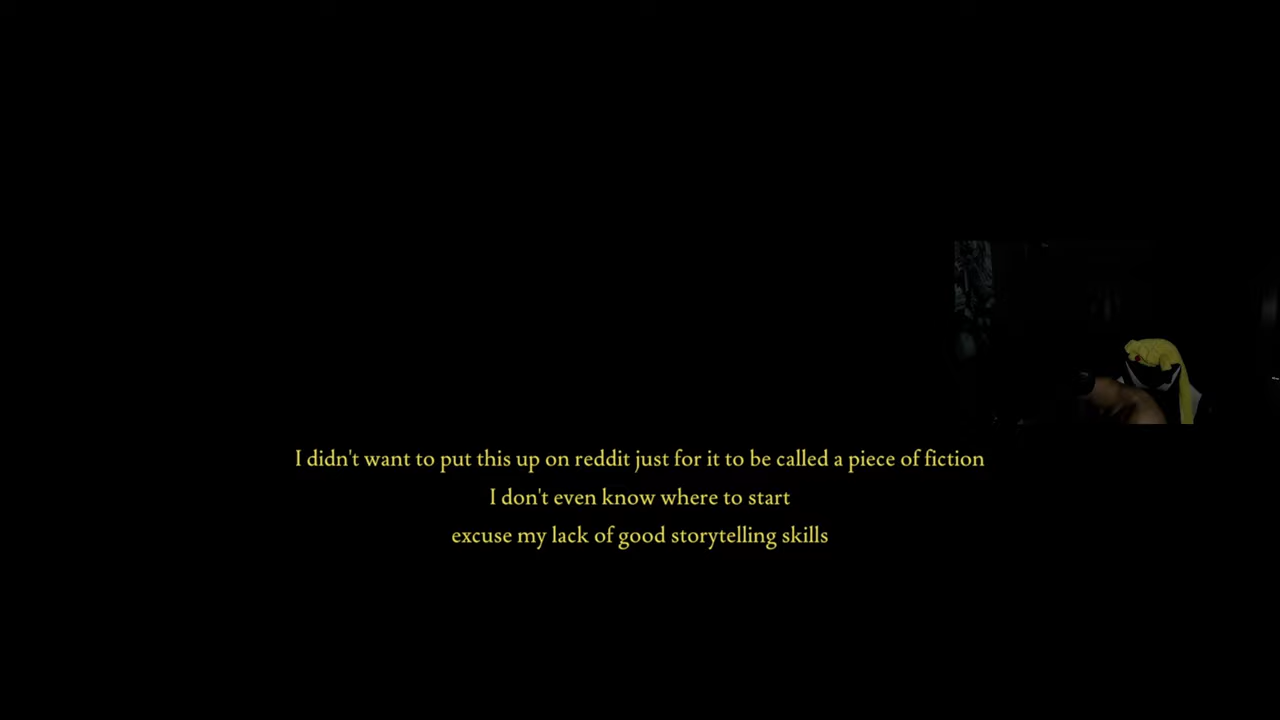 I didn't want to put this up on reddit just for it to be called a piece of fiction
I don't even know where to start
excuse my lack of good storytelling skills